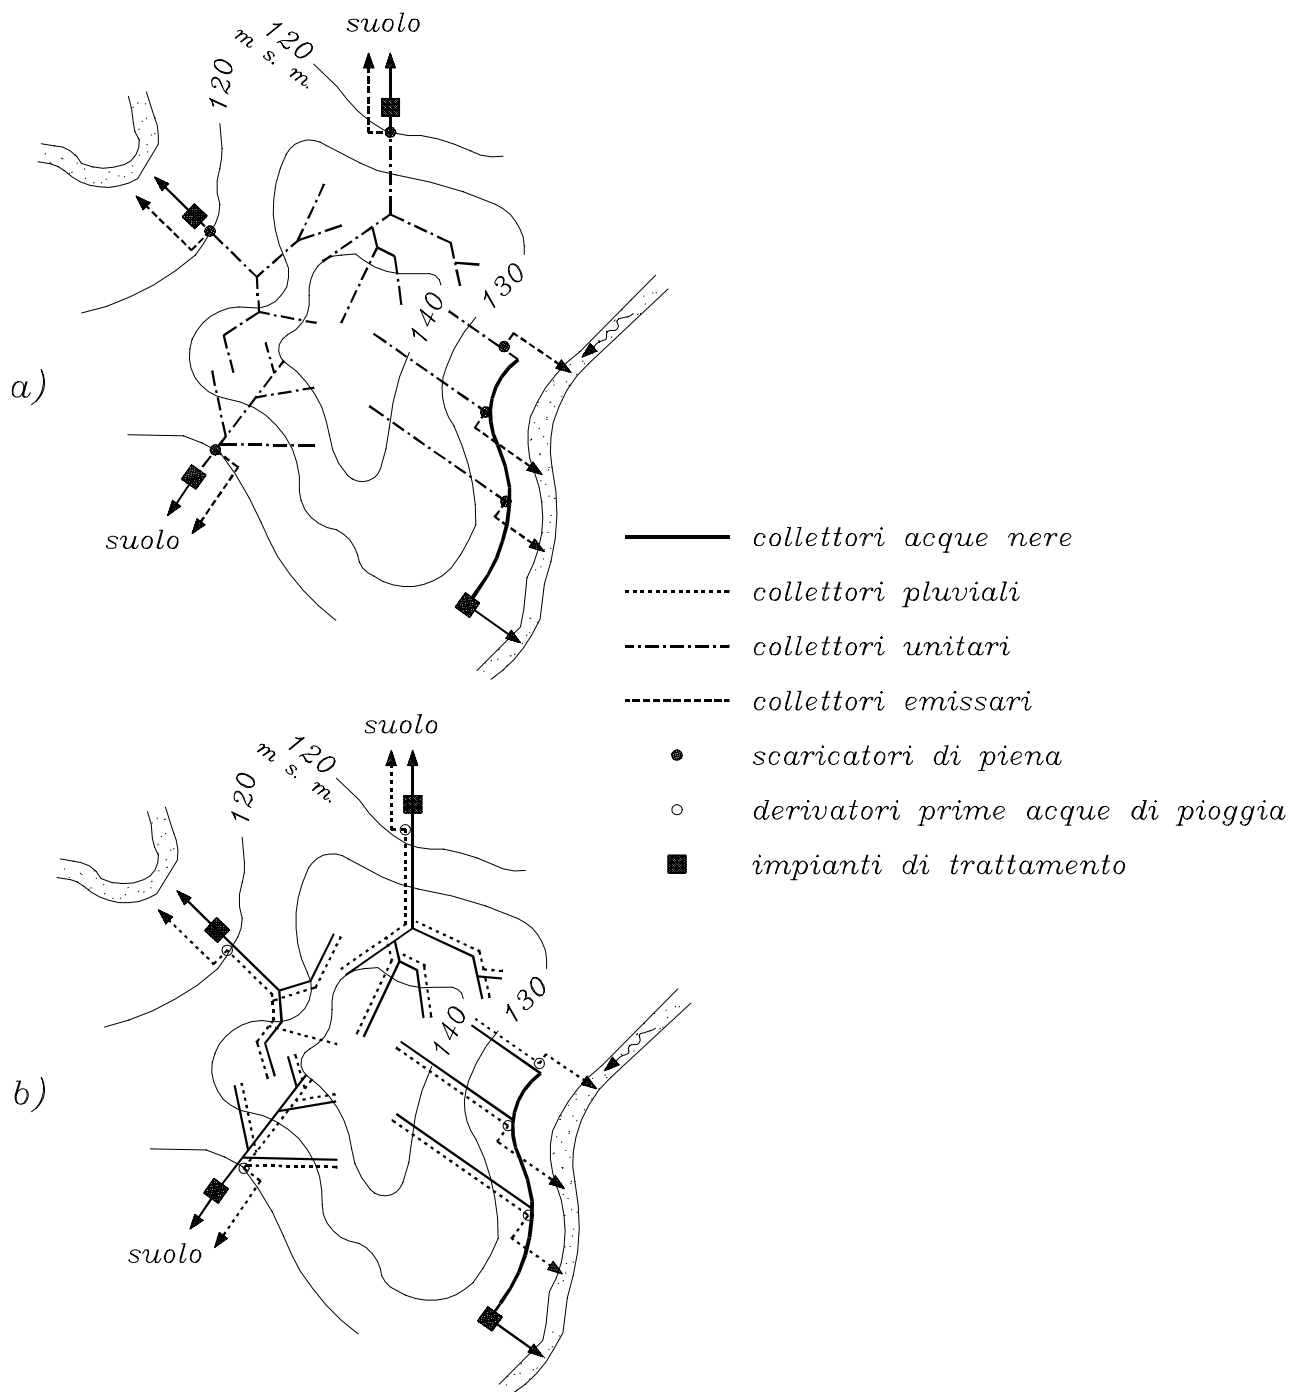 suolo
120
m s. m.
120
130
140
a)
suolo
collettori acque nere
collettori pluviali
collettori unitari
collettori emissari
scaricatori di piena
derivatori prime acque di pioggia
impianti di trattamento
suolo
120
m s. m.
120
130
140
b)
suolo